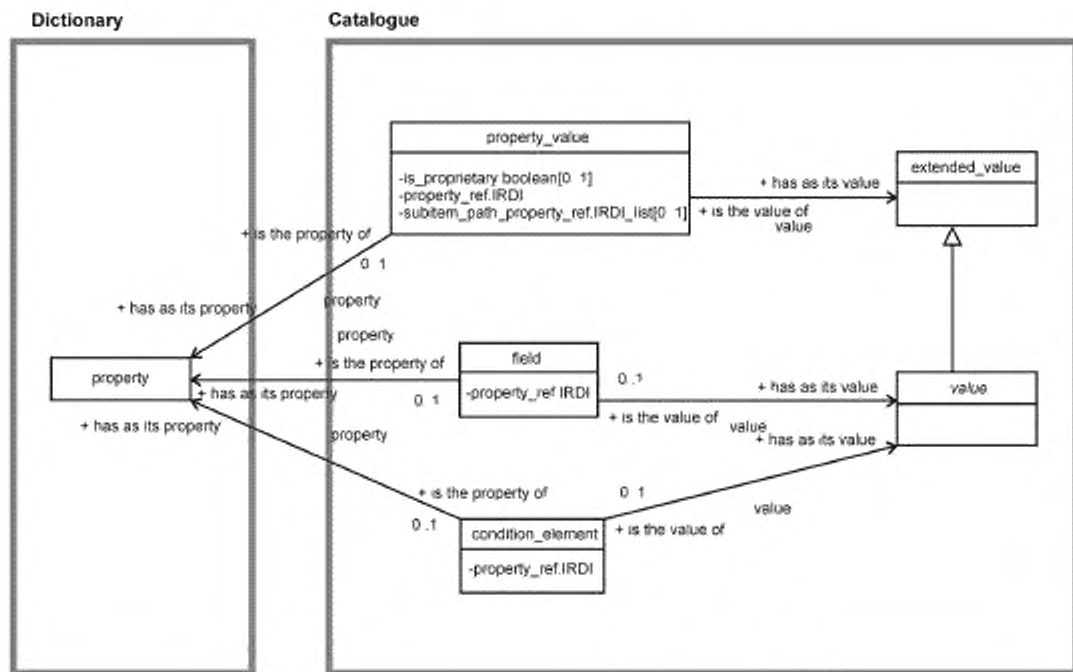 Dictionary
Catalogue
property_value
-is_proprietary boolean[0 1]
-property_ref.IRDI
-subitem_path_property_ref.IRDI_list[0 1]
extended_value
+ has as its value
+ is the value of
value
+ is the property of
0 1
+ has as its property
property
property
+ is the property of
field
-property_ref IRDI
0..1
property
+ has as its property
0 1
+ has as its value
value
+ has as its property
+ is the value of
value
+ has as its value
property
+ is the property of
0 1
value
0..1
condition_element
+ is the value of
-property_ref.IRDI